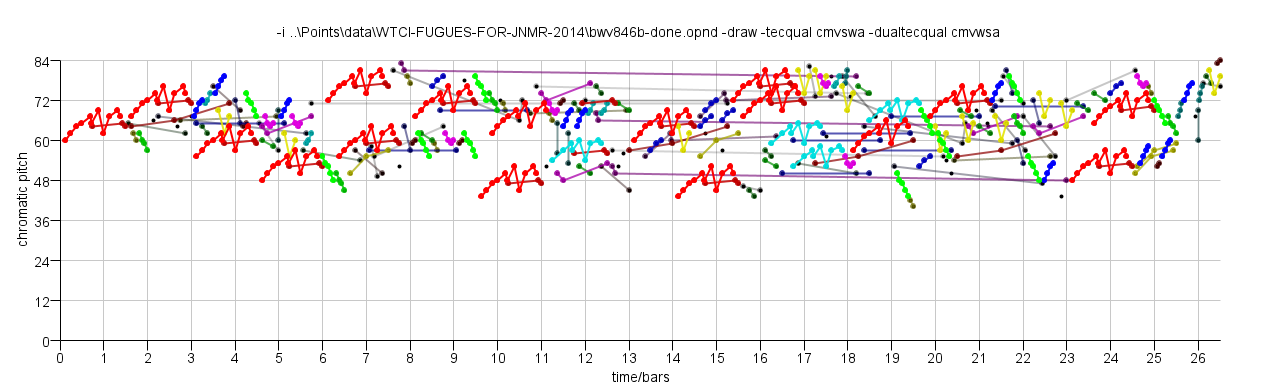 -i ..\Points\data\WTCI-FUGUES-FOR-JNMR-2014\bwv846b-done.opnd -draw -tecqual cmvswa -dualtecqual cmvwsa
84
72
60
48
36
24
12
0
chromatic pitch
0 1 2 3 4 5 6 7 8 9 10 11 12 13 14 15 16 17 18 19 20 21 22 23 24 25 26
time/bars